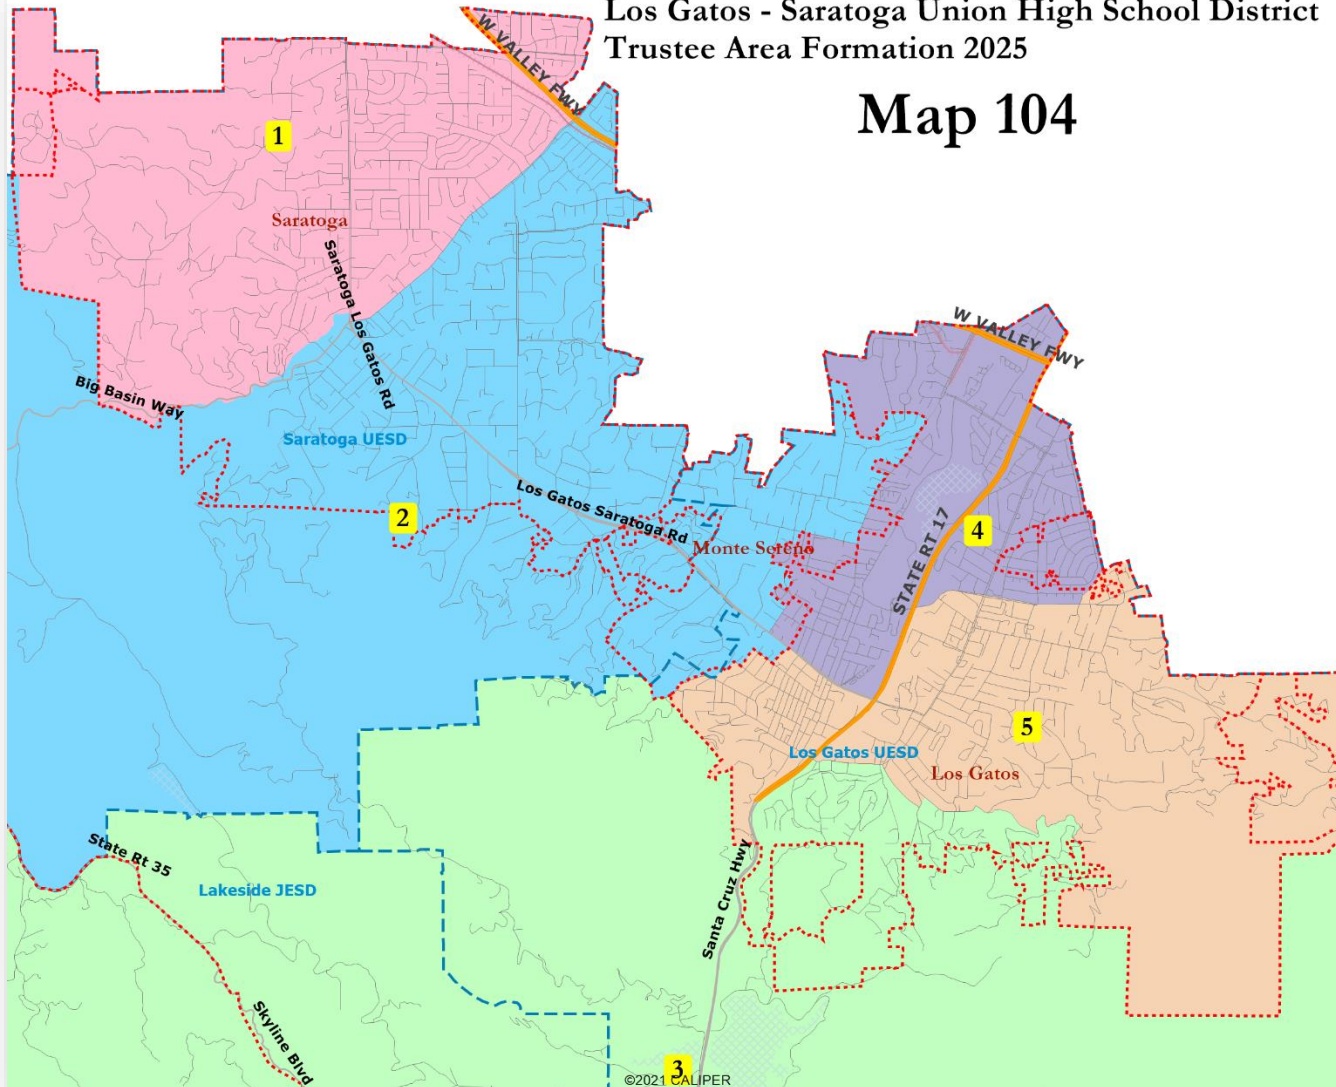 Los Gatos - Saratoga Union High School District
Trustee Area Formation 2025
Map 104
W VALLEY FWY
1
Saratoga
Saratoga Los Gatos Rd
W VALLEY FWY
Big Basin Way
Saratoga UESD
2
Los Gatos Saratoga Rd
Monte Sereno
STATE RT 17
4
5
Los Gatos UESD
Los Gatos
State Rt 35
Lakeside JESD
Santa Cruz Hwy
Skyline Blvd
3
©2021 CALIPER